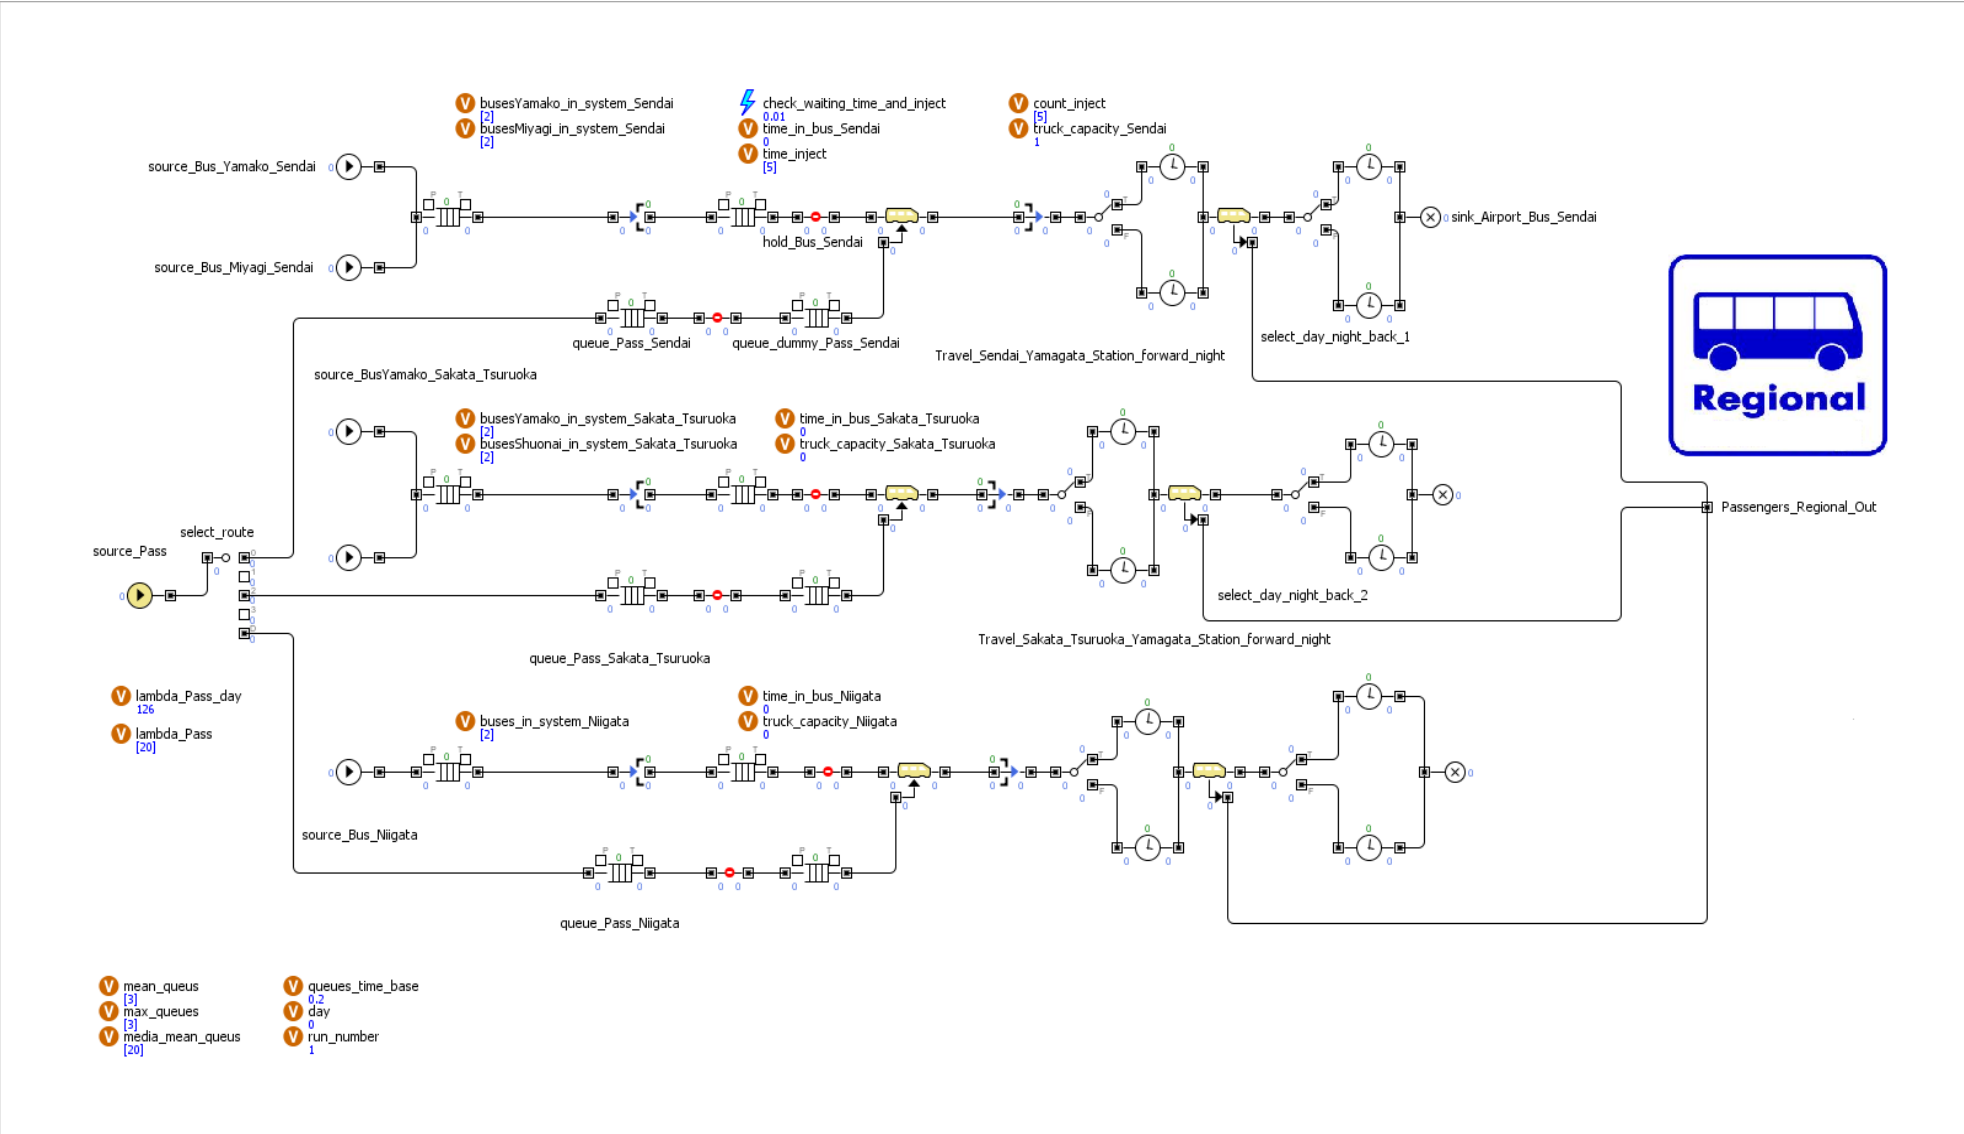 busesYamako_in_system_Sendai
[2]
busesMiyagi_in_system_Sendai
[2]
check_waiting_time_and_inject
0.01
time_in_bus_Sendai
0
time_inject
[5]
count_inject
[5]
truck_capacity_Sendai
1
source_Bus_Yamako_Sendai
source_Bus_Miyagi_Sendai
hold_Bus_Sendai
sink_Airport_Bus_Sendai
queue_Pass_Sendai
queue_dummy_Pass_Sendai
select_day_night_back_1
Travel_Sendai_Yamagata_Station_forward_night
Regional
source_BusYamako_Sakata_Tsuruoka
busesYamako_in_system_Sakata_Tsuruoka
[2]
busesShuonai_in_system_Sakata_Tsuruoka
[2]
time_in_bus_Sakata_Tsuruoka
0
truck_capacity_Sakata_Tsuruoka
0
Passengers_Regional_Out
select_route
source_Pass
select_day_night_back_2
Travel_Sakata_Tsuruoka_Yamagata_Station_forward_night
queue_Pass_Sakata_Tsuruoka
lambda_Pass_day
126
lambda_Pass
[20]
buses_in_system_Niigata
[2]
time_in_bus_Niigata
0
truck_capacity_Niigata
0
source_Bus_Niigata
queue_Pass_Niigata
mean_queus
[3]
max_queues
[3]
media_mean_queus
[20]
queues_time_base
0.2
day
0
run_number
1